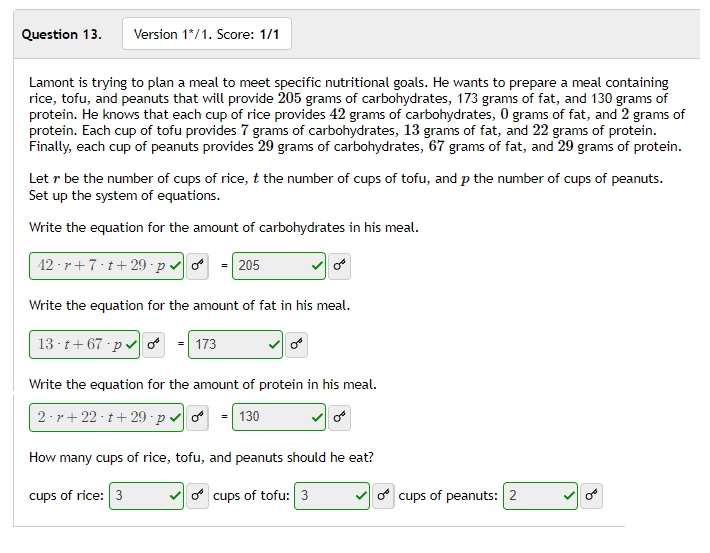 Question 13. Version 1*/1. Score: 1/1
Lamont is trying to plan a meal to meet specific nutritional goals. He wants to prepare a meal containing
rice, tofu, and peanuts that will provide 205 grams of carbohydrates, 173 grams of fat, and 130 grams of
protein. He knows that each cup of rice provides 42 grams of carbohydrates, 0 grams of fat, and 2 grams of
protein. Each cup of tofu provides 7 grams of carbohydrates, 13 grams of fat, and 22 grams of protein.
Finally, each cup of peanuts provides 29 grams of carbohydrates, 67 grams of fat, and 29 grams of protein.
Let r be the number of cups of rice, t the number of cups of tofu, and p the number of cups of peanuts.
Set up the system of equations.
Write the equation for the amount of carbohydrates in his meal.
42 · r + 7 · t + 29 · p = 205
Write the equation for the amount of fat in his meal.
13 · t + 67 · p = 173
Write the equation for the amount of protein in his meal.
2 · r + 22 · t + 29 · p = 130
How many cups of rice, tofu, and peanuts should he eat?
cups of rice: 3 cups of tofu: 3 cups of peanuts: 2